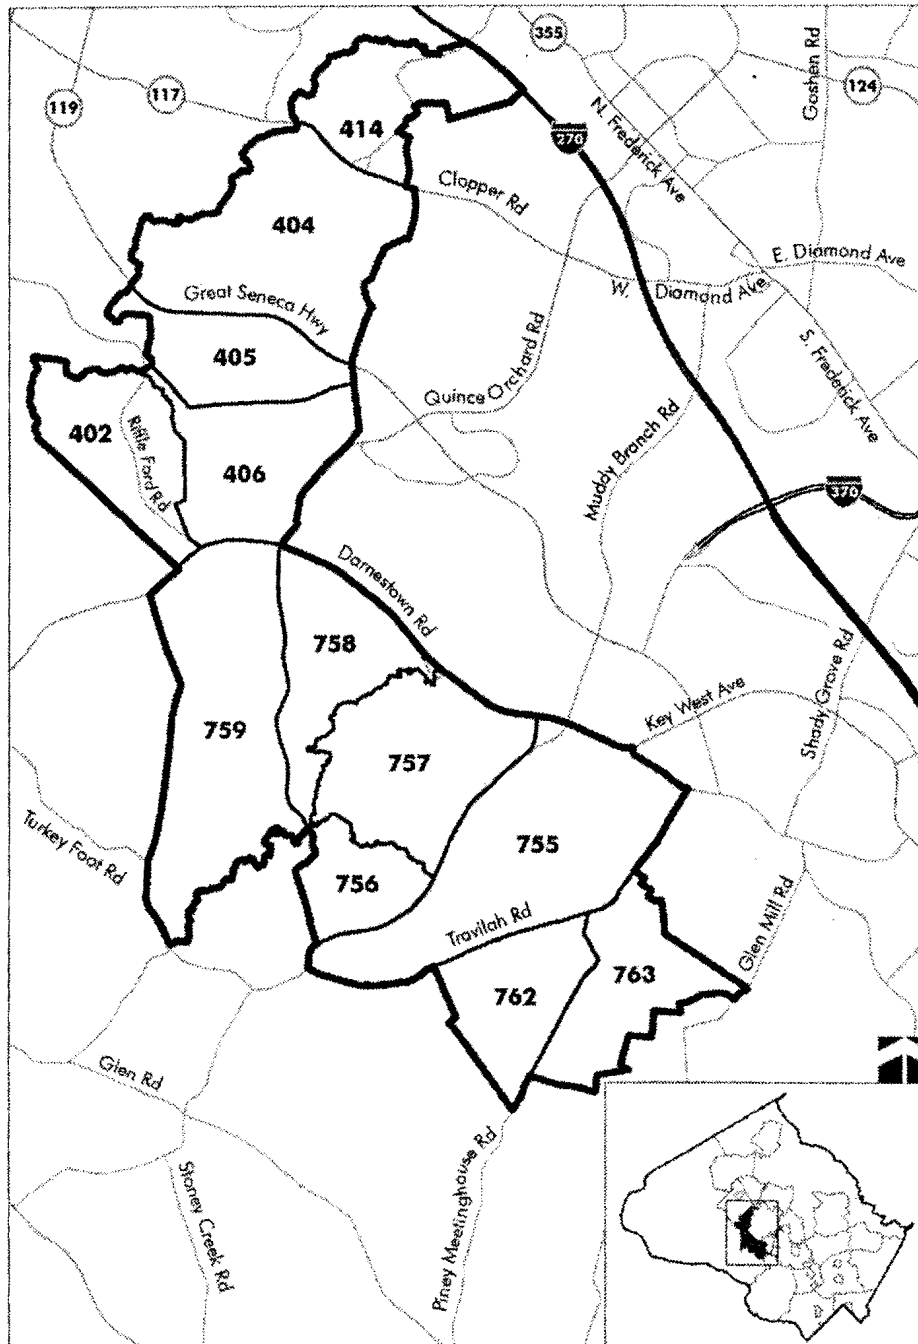 355
Goshen Rd
124
119
117
N. Frederick Ave
414
270
Clopper Rd
404
E. Diamond Ave
W. Diamond Ave
Great Seneca Hwy
405
S. Frederick Ave
Quince Orchard Rd
Muddy Branch Rd
402
Riffle Ford Rd
406
370
Darnestown Rd
758
Shady Grove Rd
Key West Ave
759
757
Turkey Foot Rd
755
756
Glen Mill Rd
Travilah Rd
762
763
Glen Rd
Piney Meetinghouse Rd
Stoney Creek Rd